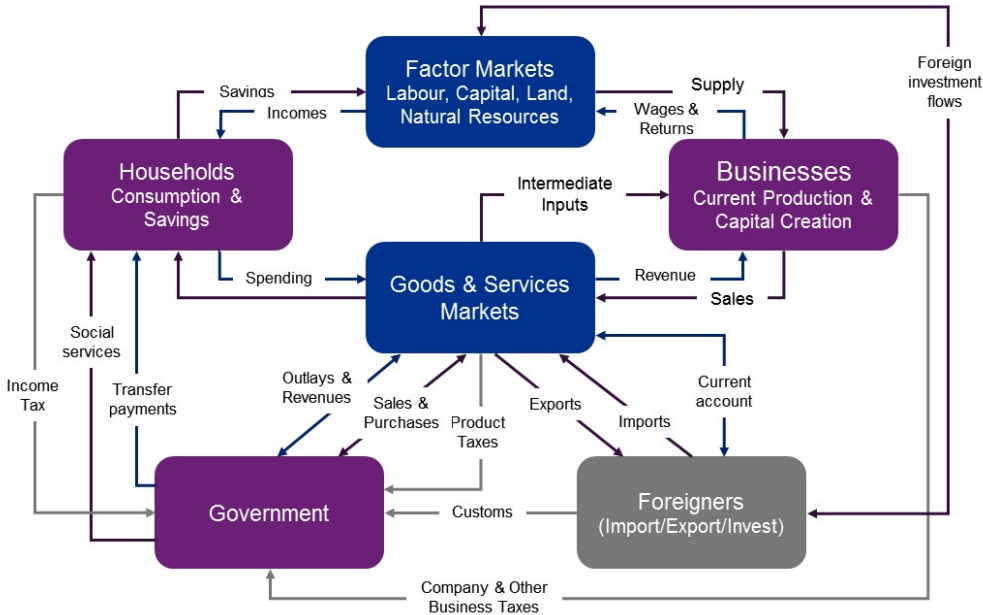 Factor Markets
Labour, Capital, Land,
Natural Resources
Foreign
investment
flows
Savings
Supply
Incomes
Wages &
Returns
Households
Consumption &
Savings
Businesses
Current Production &
Capital Creation
Intermediate
Inputs
Spending
Goods & Services
Markets
Revenue
Sales
Social
services
Income
Tax
Transfer
payments
Outlays &
Revenues
Sales &
Purchases
Product
Taxes
Exports
Imports
Current
account
Government
Customs
Foreigners
(Import/Export/Invest)
Company & Other
Business Taxes